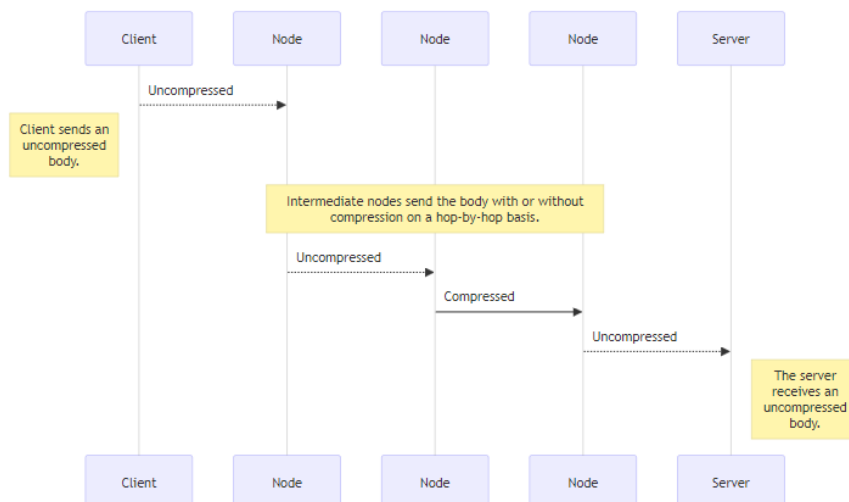 Client
Node
Node
Node
Server
Uncompressed
Client sends an
uncompressed
body.
Intermediate nodes send the body with or without
compression on a hop-by-hop basis.
Uncompressed
Compressed
Uncompressed
The server
receives an
uncompressed
body.
Client
Node
Node
Node
Server